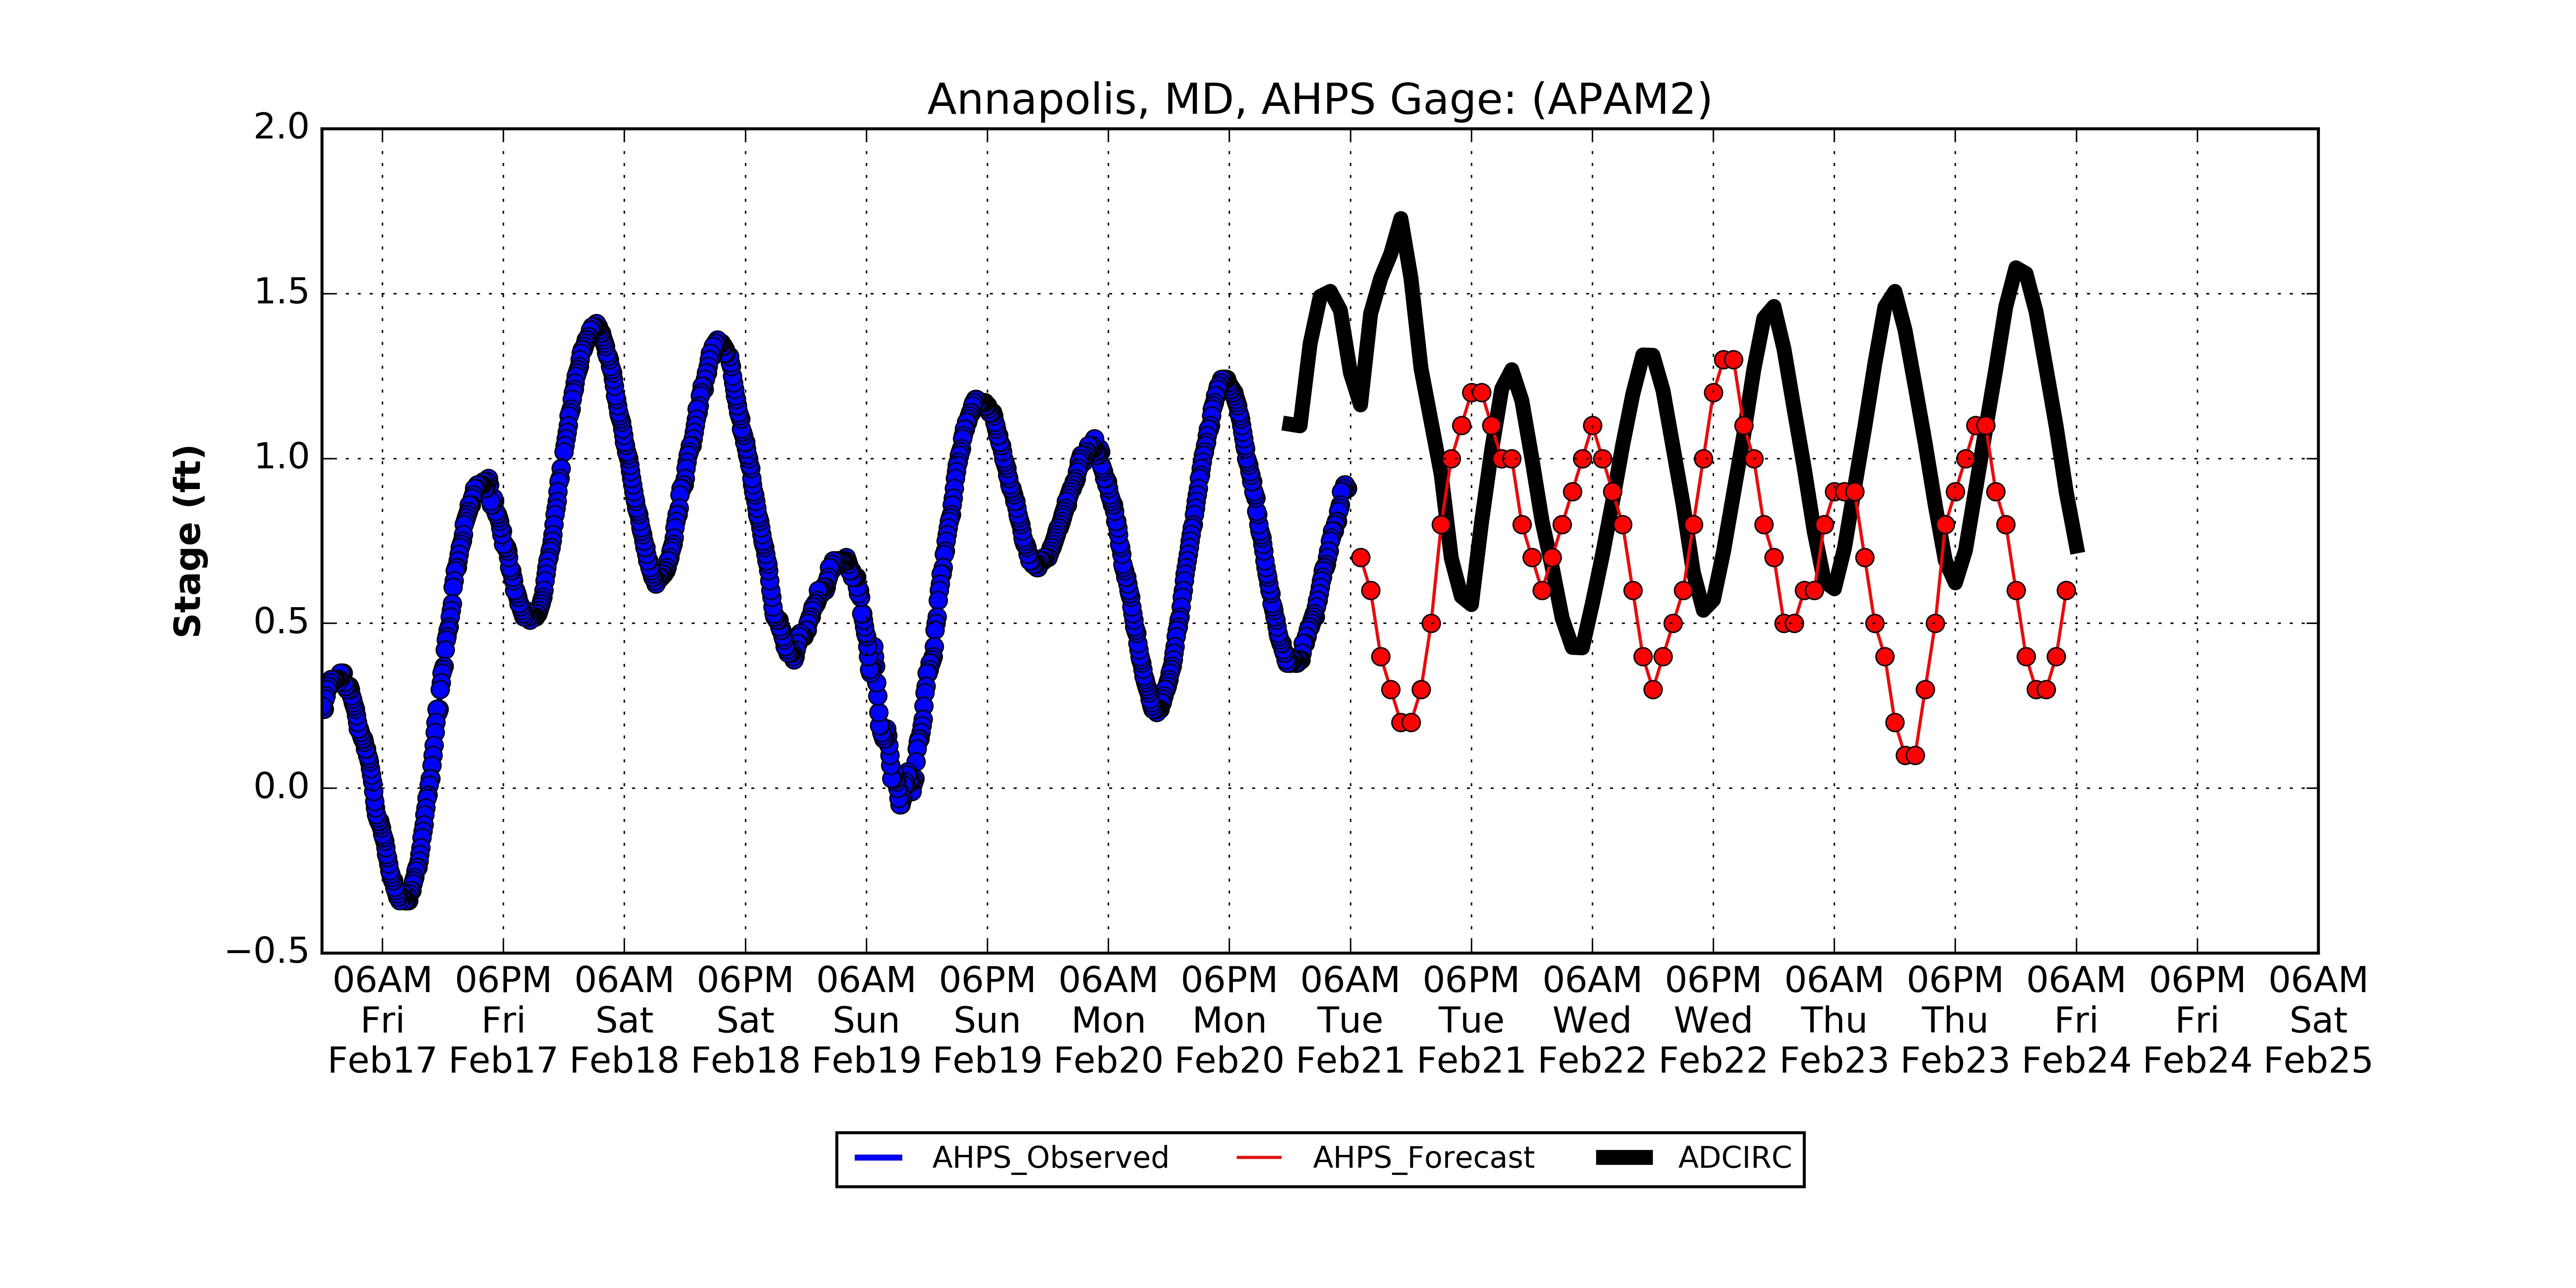 Annapolis, MD, AHPS Gage: (APAM2)
2.0
1.5
1.0
0.5
0.0
−0.5
Stage (ft)
06AM 06PM 06AM 06PM 06AM 06PM 06AM 06PM 06AM 06PM 06AM 06PM 06AM 06PM 06AM 06PM 06AM
Fri Fri Sat Sat Sun Sun Mon Mon Tue Tue Wed Wed Thu Thu Fri Fri Sat
Feb17 Feb17 Feb18 Feb18 Feb19 Feb19 Feb20 Feb20 Feb21 Feb21 Feb22 Feb22 Feb23 Feb23 Feb24 Feb24 Feb25
AHPS_Observed AHPS_Forecast ADCIRC